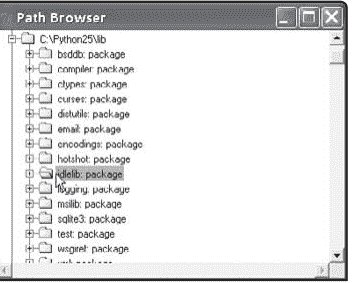 Path Browser
C:\Python25\lib
bsddb: package
compiler: package
ctypes: package
curses: package
distutils: package
email: package
encodings: package
hotshot: package
idlelib: package
logging: package
msilib: package
sqlite3: package
test: package
wsgiref: package